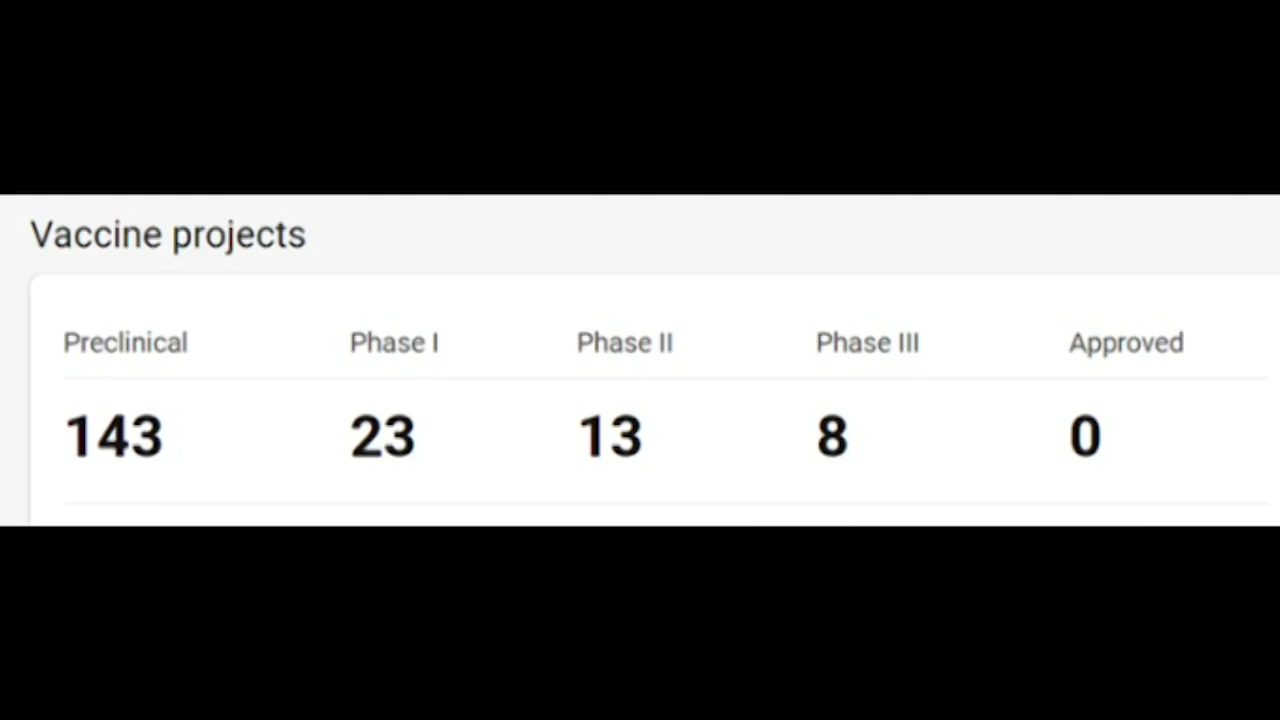 Vaccine projects
Preclinical Phase I Phase II Phase III Approved
143 23 13 8 0